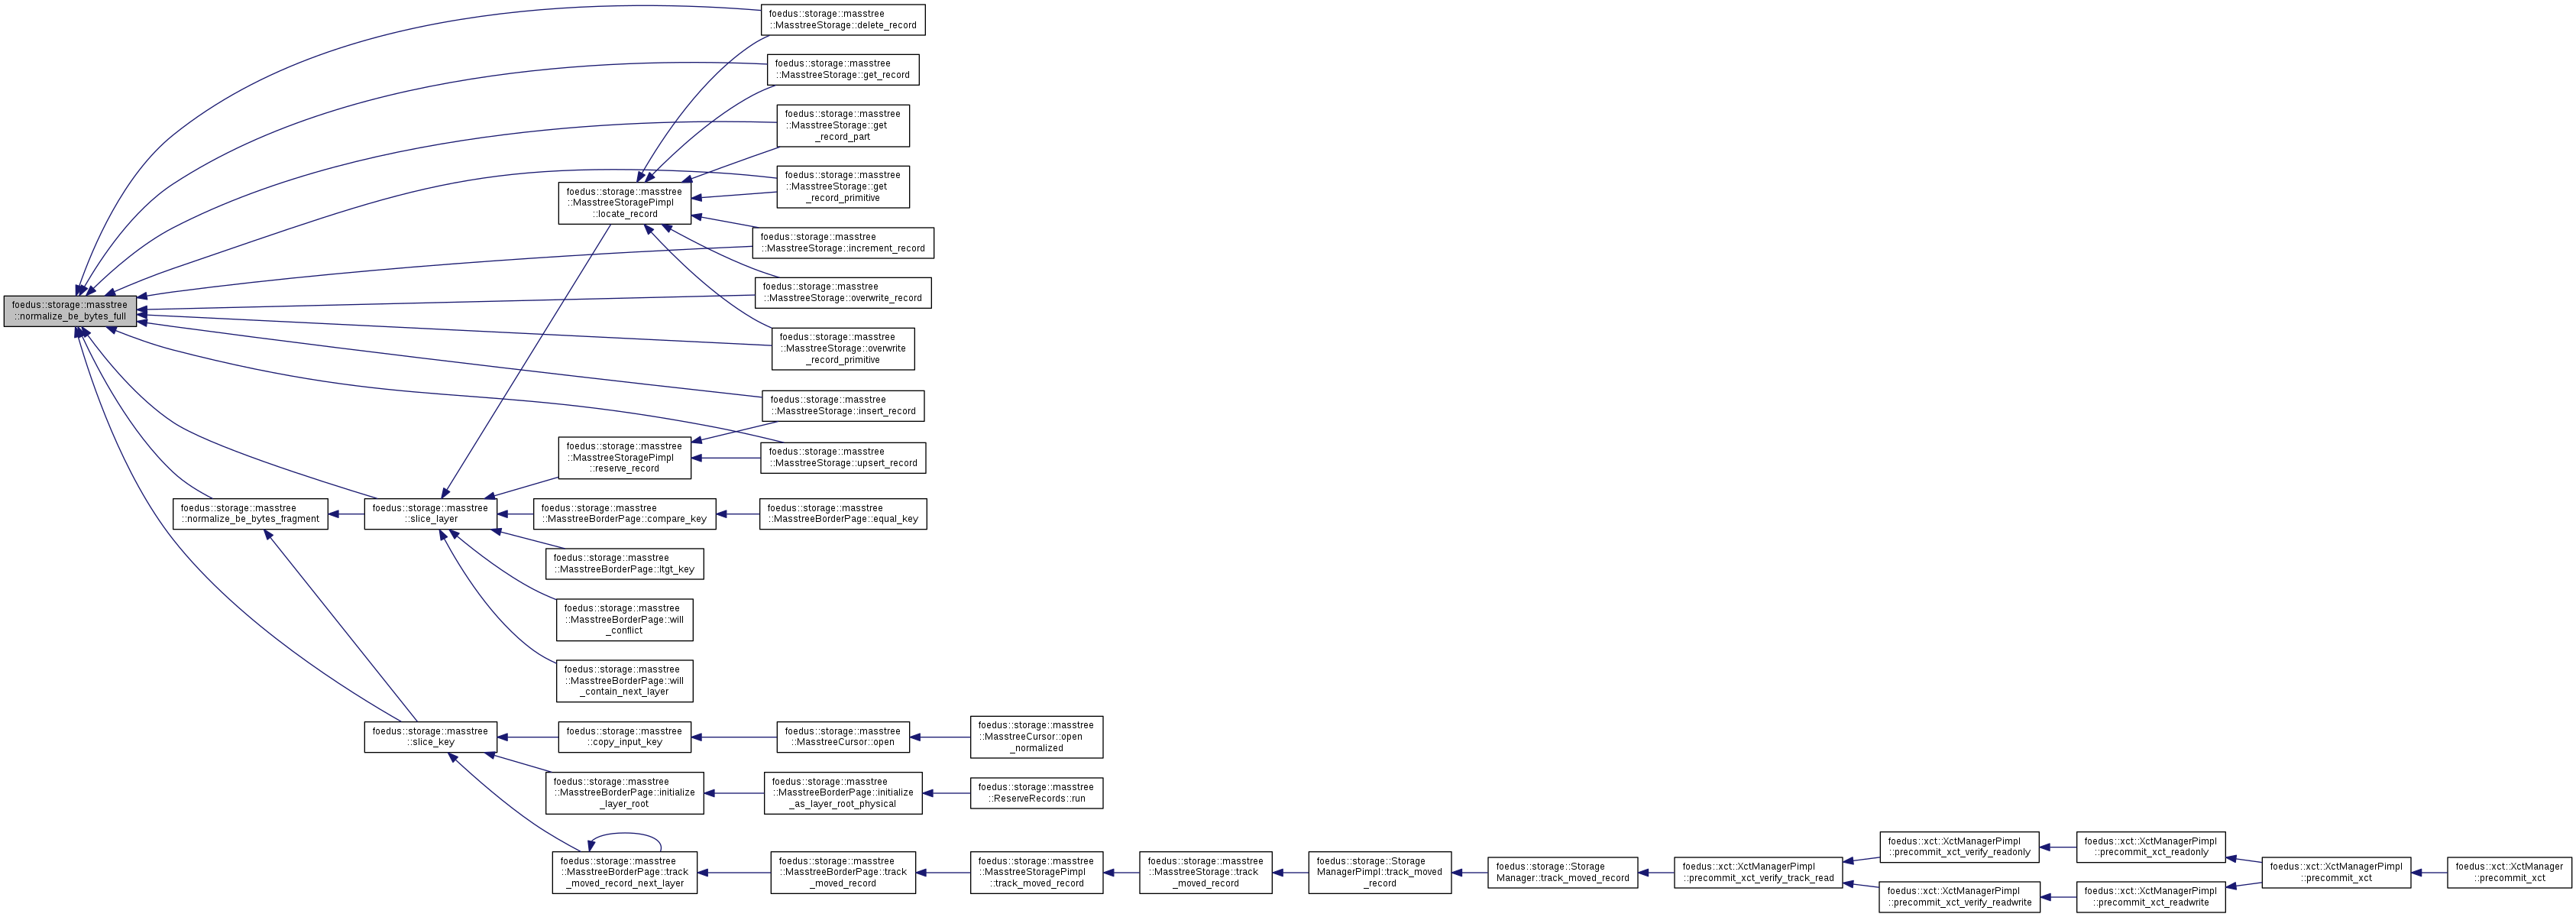 foedus::storage::masstree
::MasstreeStorage::delete_record
foedus::storage::masstree
::MasstreeStorage::get_record
foedus::storage::masstree
::MasstreeStorage::get
_record_part
foedus::storage::masstree
::MasstreeStorage::get
_record_primitive
foedus::storage::masstree
::MasstreeStoragePimpl
::locate_record
foedus::storage::masstree
::MasstreeStorage::increment_record
foedus::storage::masstree
::MasstreeStorage::overwrite_record
foedus::storage::masstree
::normalize_be_bytes_full
foedus::storage::masstree
::MasstreeStorage::overwrite
_record_primitive
foedus::storage::masstree
::MasstreeStorage::insert_record
foedus::storage::masstree
::MasstreeStoragePimpl
::reserve_record
foedus::storage::masstree
::MasstreeStorage::upsert_record
foedus::storage::masstree
::normalize_be_bytes_fragment
foedus::storage::masstree
::slice_layer
foedus::storage::masstree
::MasstreeBorderPage::compare_key
foedus::storage::masstree
::MasstreeBorderPage::equal_key
foedus::storage::masstree
::MasstreeBorderPage::ltgt_key
foedus::storage::masstree
::MasstreeBorderPage::will
_conflict
foedus::storage::masstree
::MasstreeBorderPage::will
_contain_next_layer
foedus::storage::masstree
::slice_key
foedus::storage::masstree
::copy_input_key
foedus::storage::masstree
::MasstreeCursor::open
foedus::storage::masstree
::MasstreeCursor::open
_normalized
foedus::storage::masstree
::MasstreeBorderPage::initialize
_layer_root
foedus::storage::masstree
::MasstreeBorderPage::initialize
_as_layer_root_physical
foedus::storage::masstree
::ReserveRecords::run
foedus::storage::masstree
::MasstreeBorderPage::track
_moved_record_next_layer
foedus::storage::masstree
::MasstreeBorderPage::track
_moved_record
foedus::storage::masstree
::MasstreeStoragePimpl
::track_moved_record
foedus::storage::masstree
::MasstreeStorage::track
_moved_record
foedus::storage::Storage
ManagerPimpl::track_moved
_record
foedus::storage::Storage
Manager::track_moved_record
foedus::xct::XctManagerPimpl
::precommit_xct_verify_track_read
foedus::xct::XctManagerPimpl
::precommit_xct_verify_readonly
foedus::xct::XctManagerPimpl
::precommit_xct_readonly
foedus::xct::XctManagerPimpl
::precommit_xct_verify_readwrite
foedus::xct::XctManagerPimpl
::precommit_xct_readwrite
foedus::xct::XctManagerPimpl
::precommit_xct
foedus::xct::XctManager
::precommit_xct